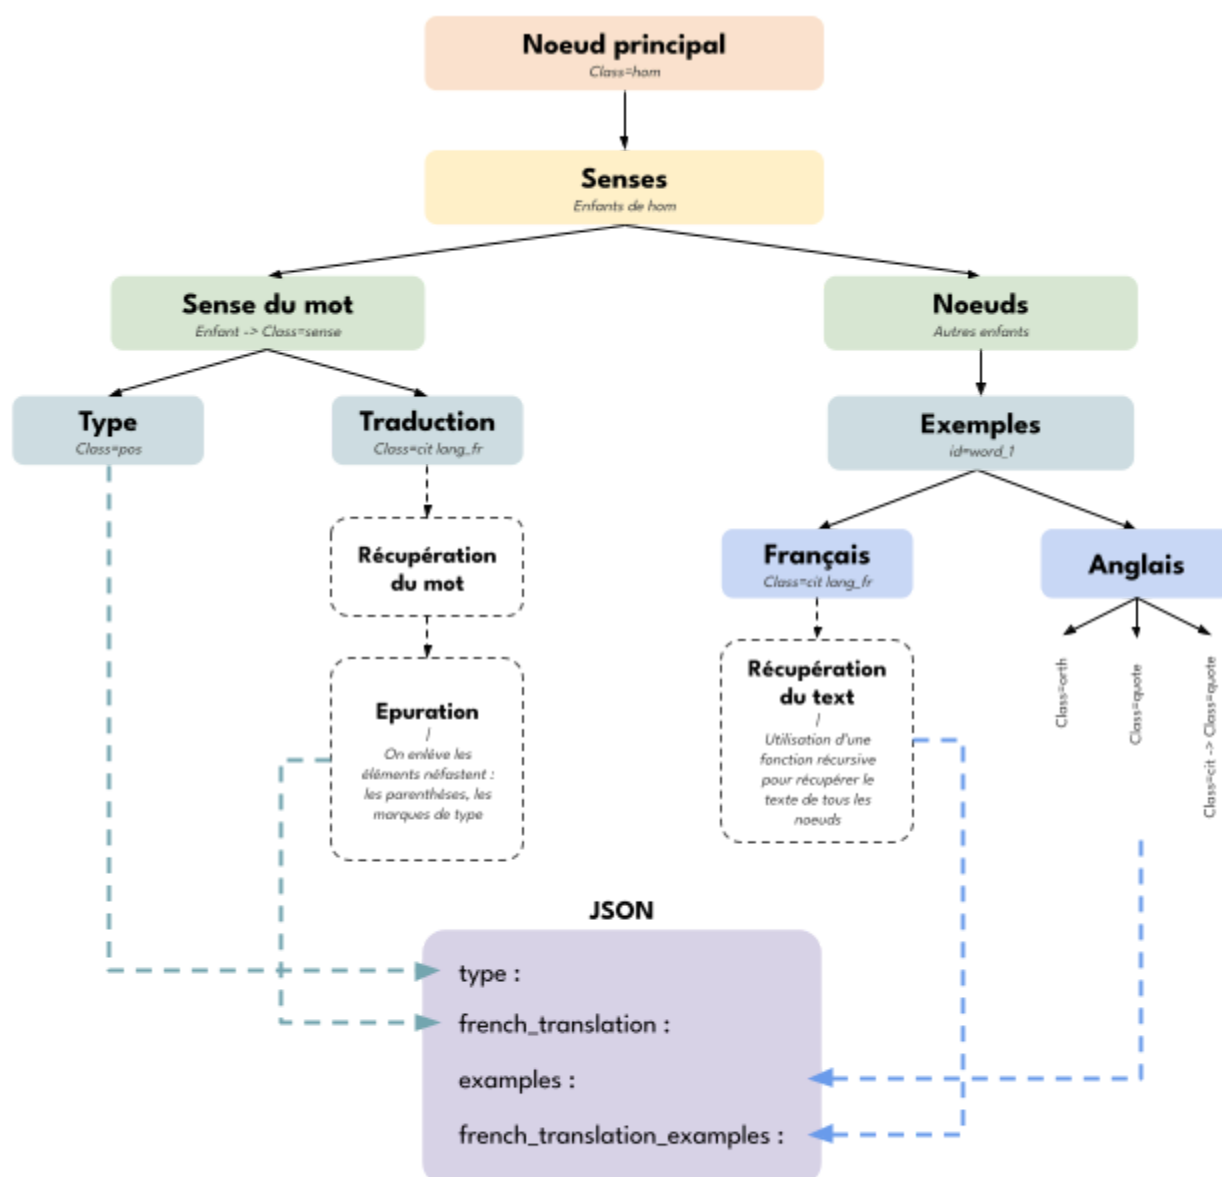 Noeud principal
Class=hom
Senses
Enfants de hom
Sense du mot
Enfant -> Class=sense
Noeuds
Autres enfants
Type
Class=pos
Traduction
Class=cit lang_fr
Exemples
id=word_1
Récupération
du mot
Français
Class=cit lang_fr
Anglais
Epuration
/
On enlève les
éléments néfastent :
les parenthèses, les
marques de type
Récupération
du text
/
Utilisation d'une
fonction récursive
pour récupérer le
texte de tous les
noeuds
Class=orth
Class=quote
Class=cit -> Class=quote
JSON
type :
french_translation :
examples :
french_translation_examples :